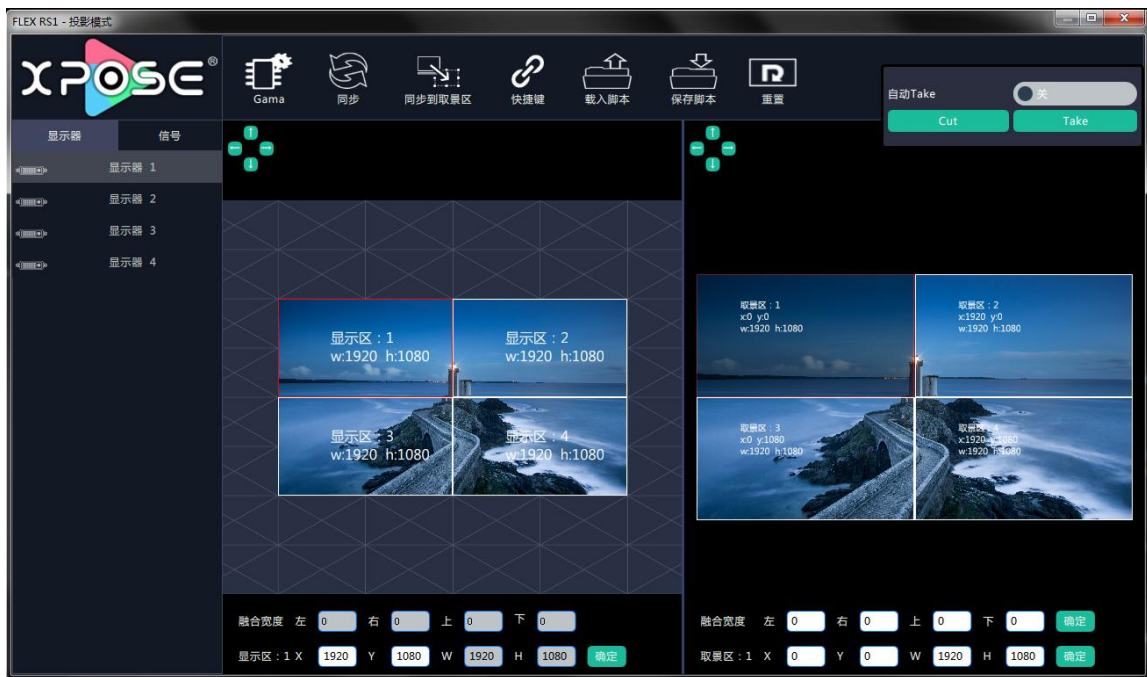 FLEX RS1 - 投影模式
XPOSE®
Gama
同步
同步到取景区
快捷键
载入脚本
保存脚本
重置
自动Take
关
Cut
Take
显示器
信号
显示器 1
显示器 2
显示器 3
显示器 4
显示区：1
w:1920 h:1080
显示区：2
w:1920 h:1080
显示区：3
w:1920 h:1080
显示区：4
w:1920 h:1080
取景区：1
x:0 y:0
w:1920 h:1080
取景区：2
x:1920 y:0
w:1920 h:1080
取景区：3
x:0 y:1080
w:1920 h:1080
取景区：4
x:1920 y:1080
w:1920 h:1080
融合宽度 左 0 右 0 上 0 下 0
显示区：1 X 1920 Y 1080 W 1920 H 1080 确定
融合宽度 左 0 右 0 上 0 下 0 确定
取景区：1 X 0 Y 0 W 1920 H 1080 确定